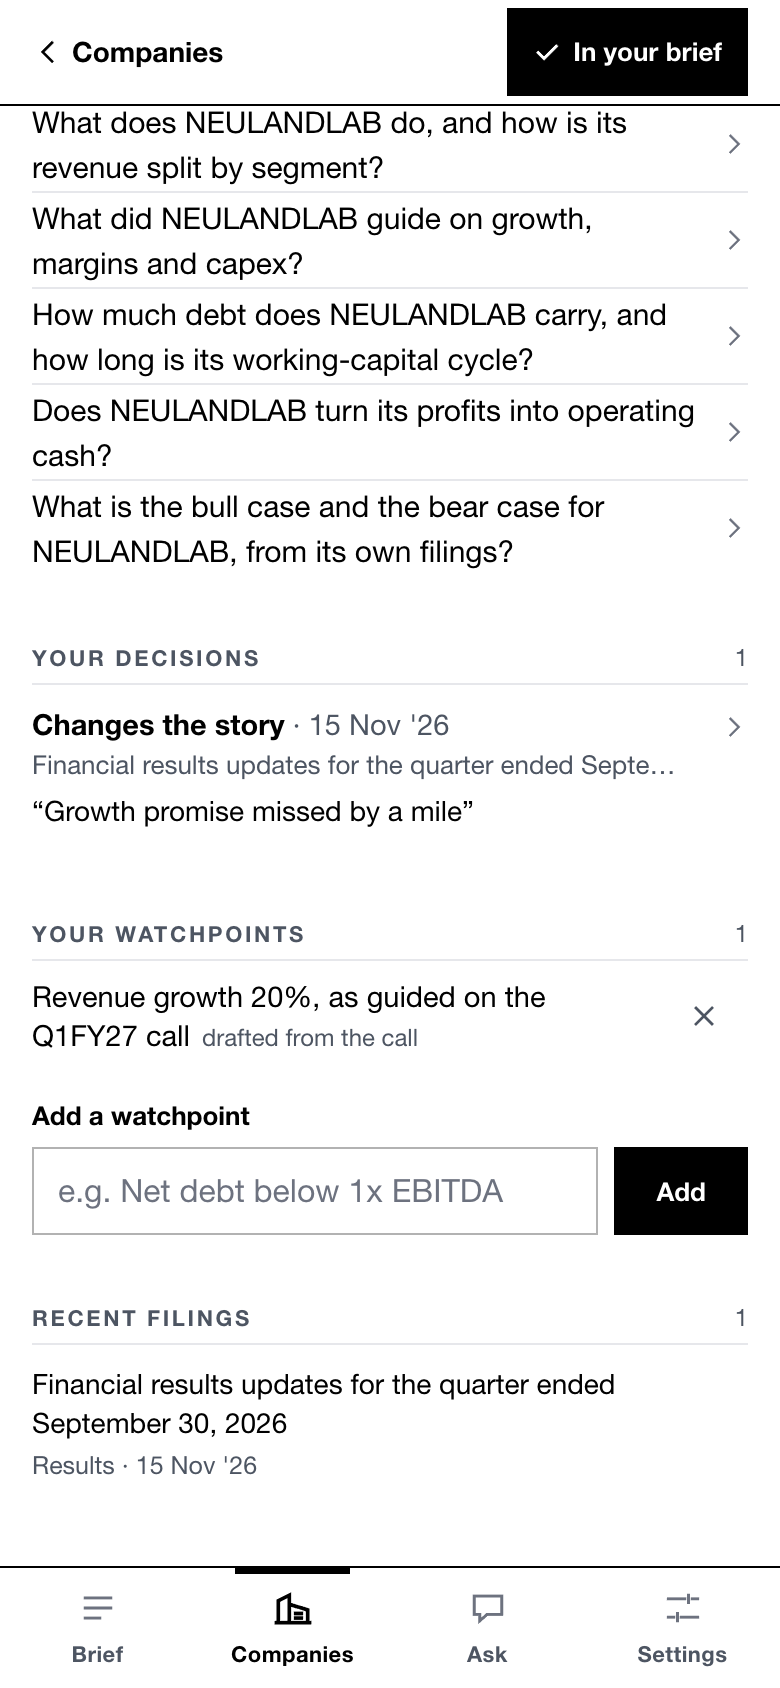 Companies
In your brief
What does NEULANDLAB do, and how is its
revenue split by segment?
What did NEULANDLAB guide on growth,
margins and capex?
How much debt does NEULANDLAB carry, and
how long is its working-capital cycle?
Does NEULANDLAB turn its profits into operating
cash?
What is the bull case and the bear case for
NEULANDLAB, from its own filings?
YOUR DECISIONS 1
Changes the story · 15 Nov '26
Financial results updates for the quarter ended Septe…
“Growth promise missed by a mile”
YOUR WATCHPOINTS 1
Revenue growth 20%, as guided on the
Q1FY27 call drafted from the call
Add a watchpoint
e.g. Net debt below 1x EBITDA
Add
RECENT FILINGS 1
Financial results updates for the quarter ended
September 30, 2026
Results · 15 Nov '26
Brief Companies Ask Settings